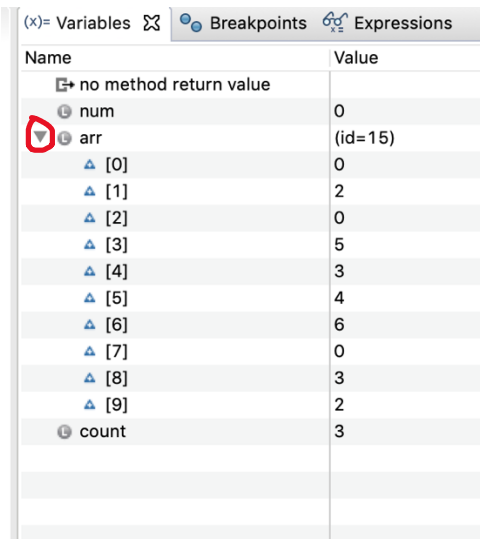 (x)= Variables Breakpoints Expressions
Name Value
no method return value
L num 0
L arr (id=15)
[0] 0
[1] 2
[2] 0
[3] 5
[4] 3
[5] 4
[6] 6
[7] 0
[8] 3
[9] 2
L count 3